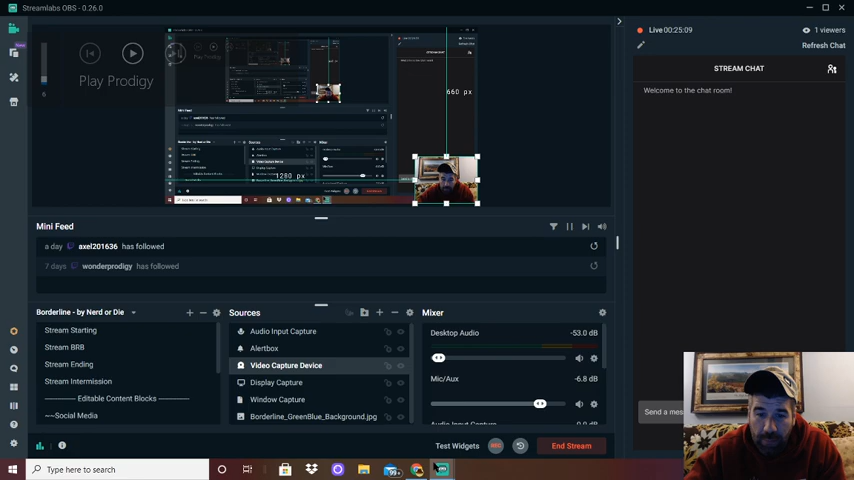 Streamlabs OBS - 0.26.0
Live 00:25:09
1 viewers
Refresh Chat
STREAM CHAT
Welcome to the chat room!
6
Play Prodigy
660 px
1280 px
Mini Feed
a day axel201636 has followed
7 days wonderprodigy has followed
Borderline - by Nerd or Die
Stream Starting
Stream BRB
Stream Ending
Stream Intermission
Editable Content Blocks
~~Social Media
Sources
Audio Input Capture
Alertbox
Video Capture Device
Display Capture
Window Capture
Borderline_GreenBlue_Background.jpg
Mixer
Desktop Audio -53.0 dB
Mic/Aux -6.8 dB
Send a mes
Test Widgets
REC
End Stream
Type here to search
99+